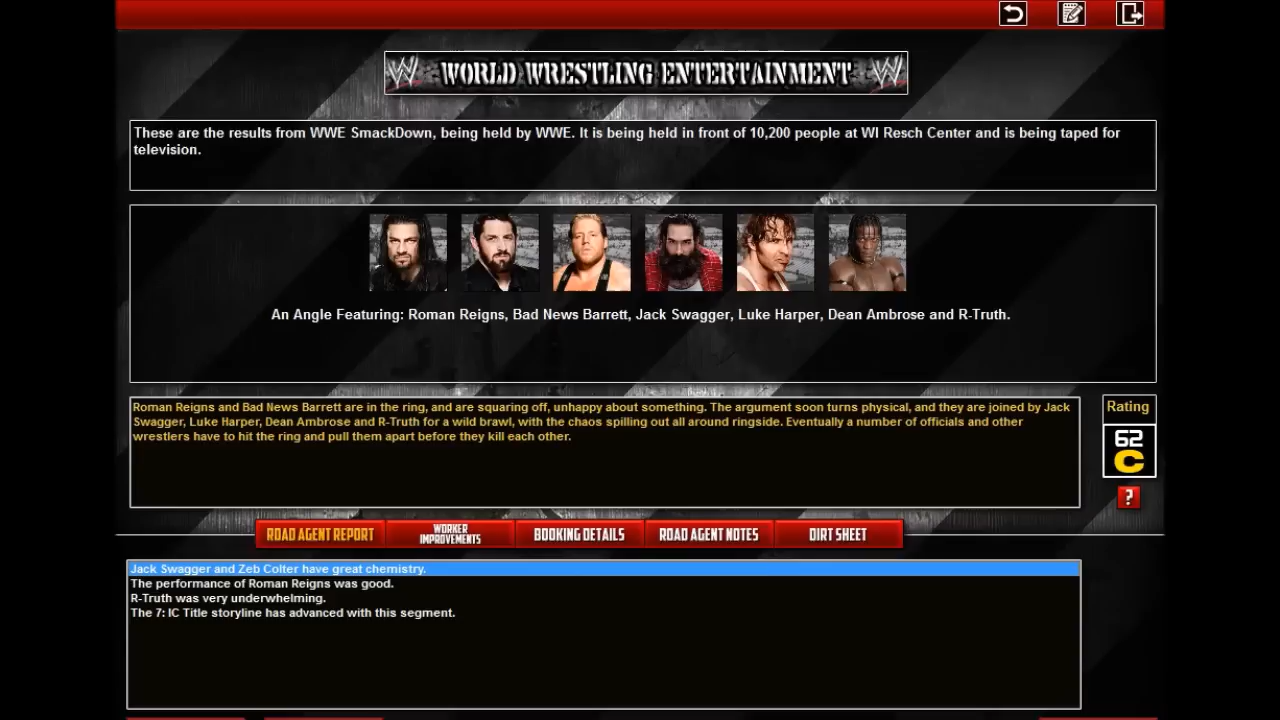 WORLD WRESTLING ENTERTAINMENT
These are the results from WWE SmackDown, being held by WWE. It is being held in front of 10,200 people at WI Resch Center and is being taped for
television.
An Angle Featuring: Roman Reigns, Bad News Barrett, Jack Swagger, Luke Harper, Dean Ambrose and R-Truth.
Roman Reigns and Bad News Barrett are in the ring, and are squaring off, unhappy about something. The argument soon turns physical, and they are joined by Jack
Swagger, Luke Harper, Dean Ambrose and R-Truth for a wild brawl, with the chaos spilling out all around ringside. Eventually a number of officials and other
wrestlers have to hit the ring and pull them apart before they kill each other.
Rating
62
C
?
ROAD AGENT REPORT
WORKER
IMPROVEMENTS
BOOKING DETAILS
ROAD AGENT NOTES
DIRT SHEET
Jack Swagger and Zeb Colter have great chemistry.
The performance of Roman Reigns was good.
R-Truth was very underwhelming.
The 7: IC Title storyline has advanced with this segment.